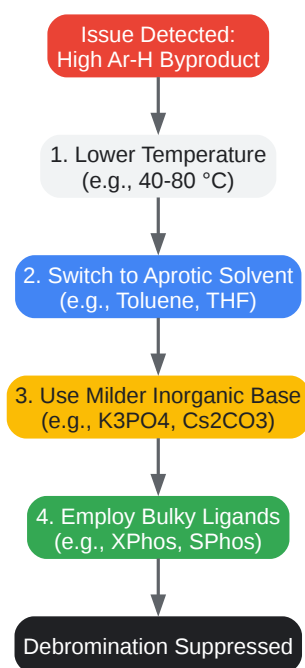 Issue Detected:
High Ar-H Byproduct
1. Lower Temperature
(e.g., 40-80 °C)
2. Switch to Aprotic Solvent
(e.g., Toluene, THF)
3. Use Milder Inorganic Base
(e.g., K3PO4, Cs2CO3)
4. Employ Bulky Ligands
(e.g., XPhos, SPhos)
Debromination Suppressed